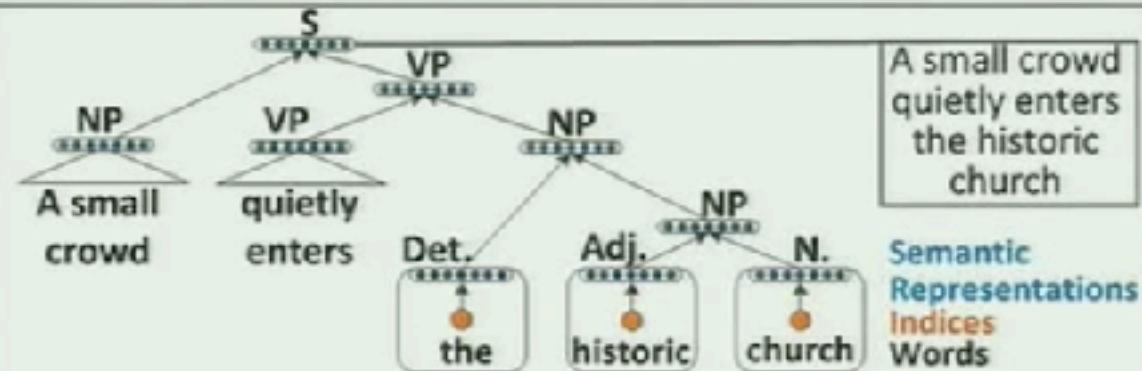 S
VP
NP
VP
NP
A small crowd
quietly enters
the historic
church
A small
crowd
quietly
enters
NP
Det.
Adj.
N.
the
historic
church
Semantic
Representations
Indices
Words